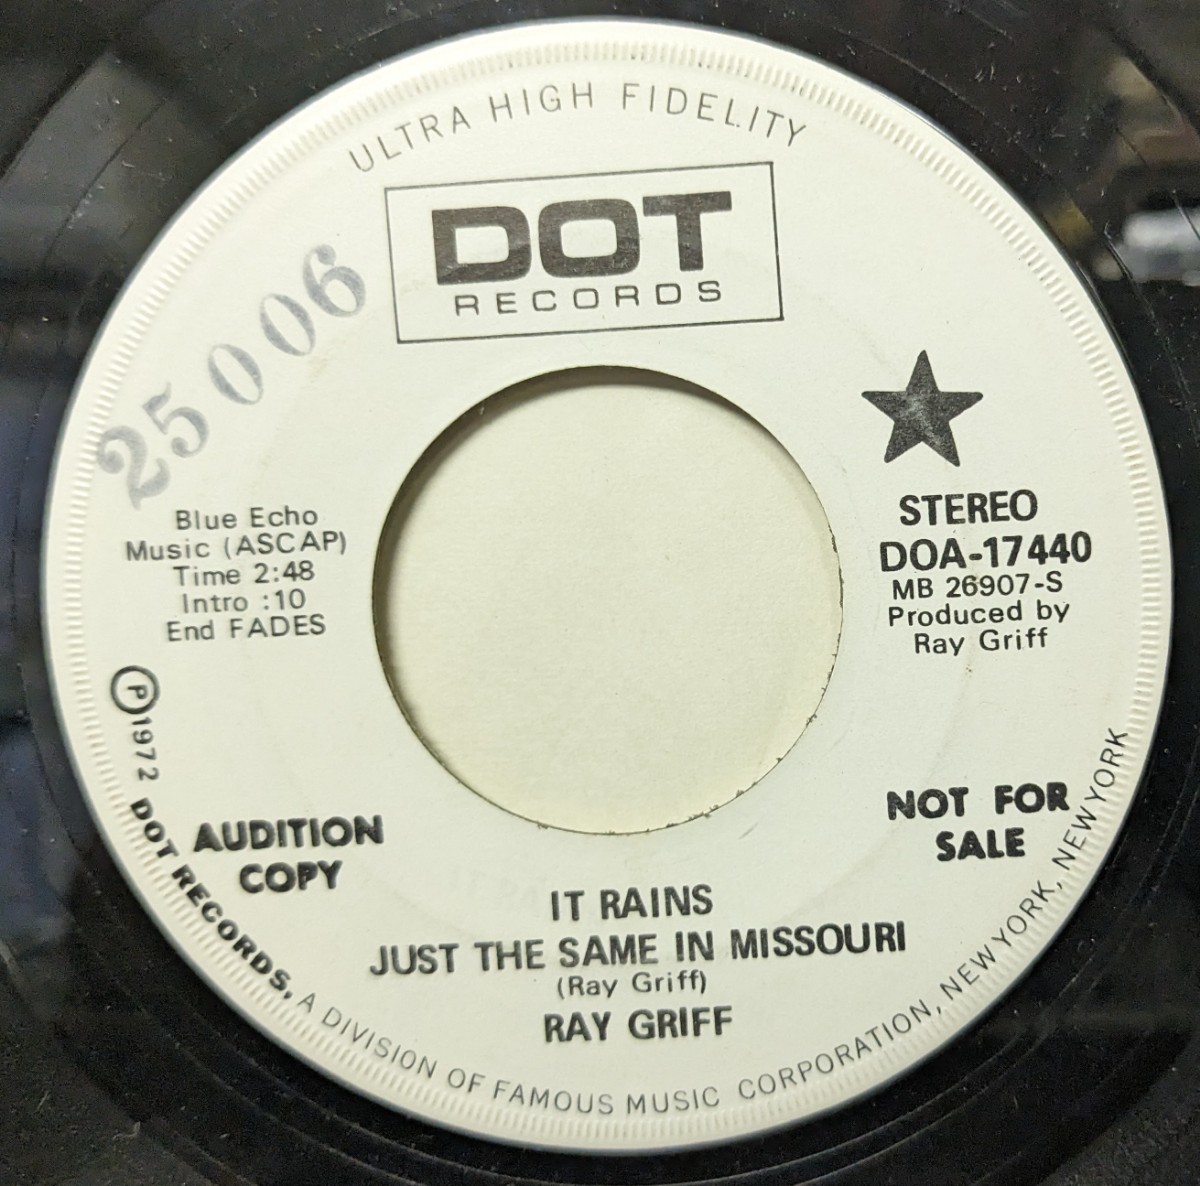 ULTRA HIGH FIDELITY
DOT
RECORDS
25006
Blue Echo
Music (ASCAP)
Time 2:48
Intro :10
End FADES
STEREO
DOA-17440
MB 26907-S
Produced by
Ray Griff
AUDITION
COPY
NOT FOR
SALE
IT RAINS
JUST THE SAME IN MISSOURI
(Ray Griff)
RAY GRIFF
Ⓟ1972 DOT RECORDS, A DIVISION OF FAMOUS MUSIC CORPORATION, NEW YORK, NEW YORK